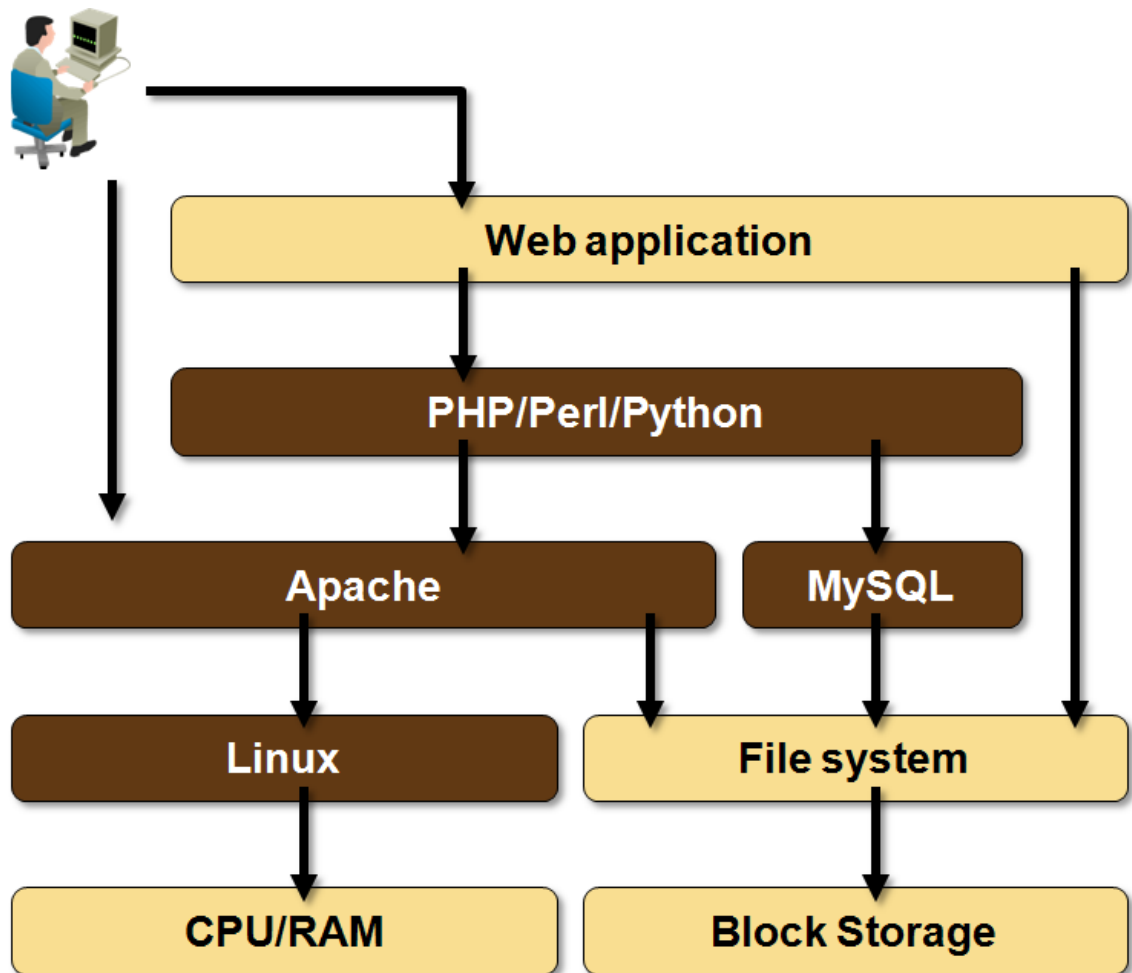 Web application
PHP/Perl/Python
Apache
MySQL
Linux
File system
CPU/RAM
Block Storage